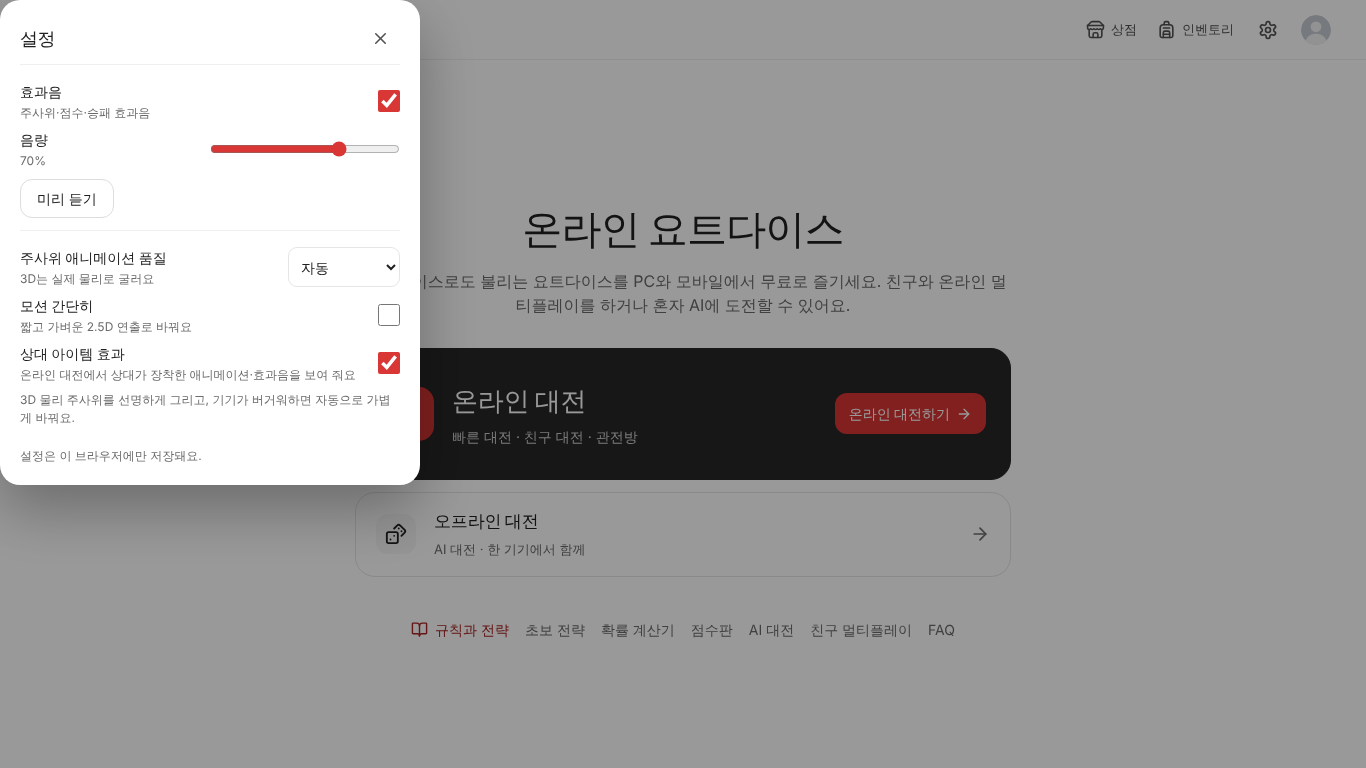 설정
효과음
주사위·점수·승패 효과음
음량
70%
미리 듣기
주사위 애니메이션 품질
3D는 실제 물리로 굴러요
자동
모션 간단히
짧고 가벼운 2.5D 연출로 바꿔요
상대 아이템 효과
온라인 대전에서 상대가 장착한 애니메이션·효과음을 보여 줘요
3D 물리 주사위를 선명하게 그리고, 기기가 버거워하면 자동으로 가볍
게 바꿔요.
설정은 이 브라우저에만 저장돼요.
상점
인벤토리
온라인 요트다이스
이스로도 불리는 요트다이스를 PC와 모바일에서 무료로 즐기세요. 친구와 온라인 멀
티플레이를 하거나 혼자 AI에 도전할 수 있어요.
온라인 대전
빠른 대전 · 친구 대전 · 관전방
온라인 대전하기
오프라인 대전
AI 대전 · 한 기기에서 함께
규칙과 전략 초보 전략 확률 계산기 점수판 AI 대전 친구 멀티플레이 FAQ